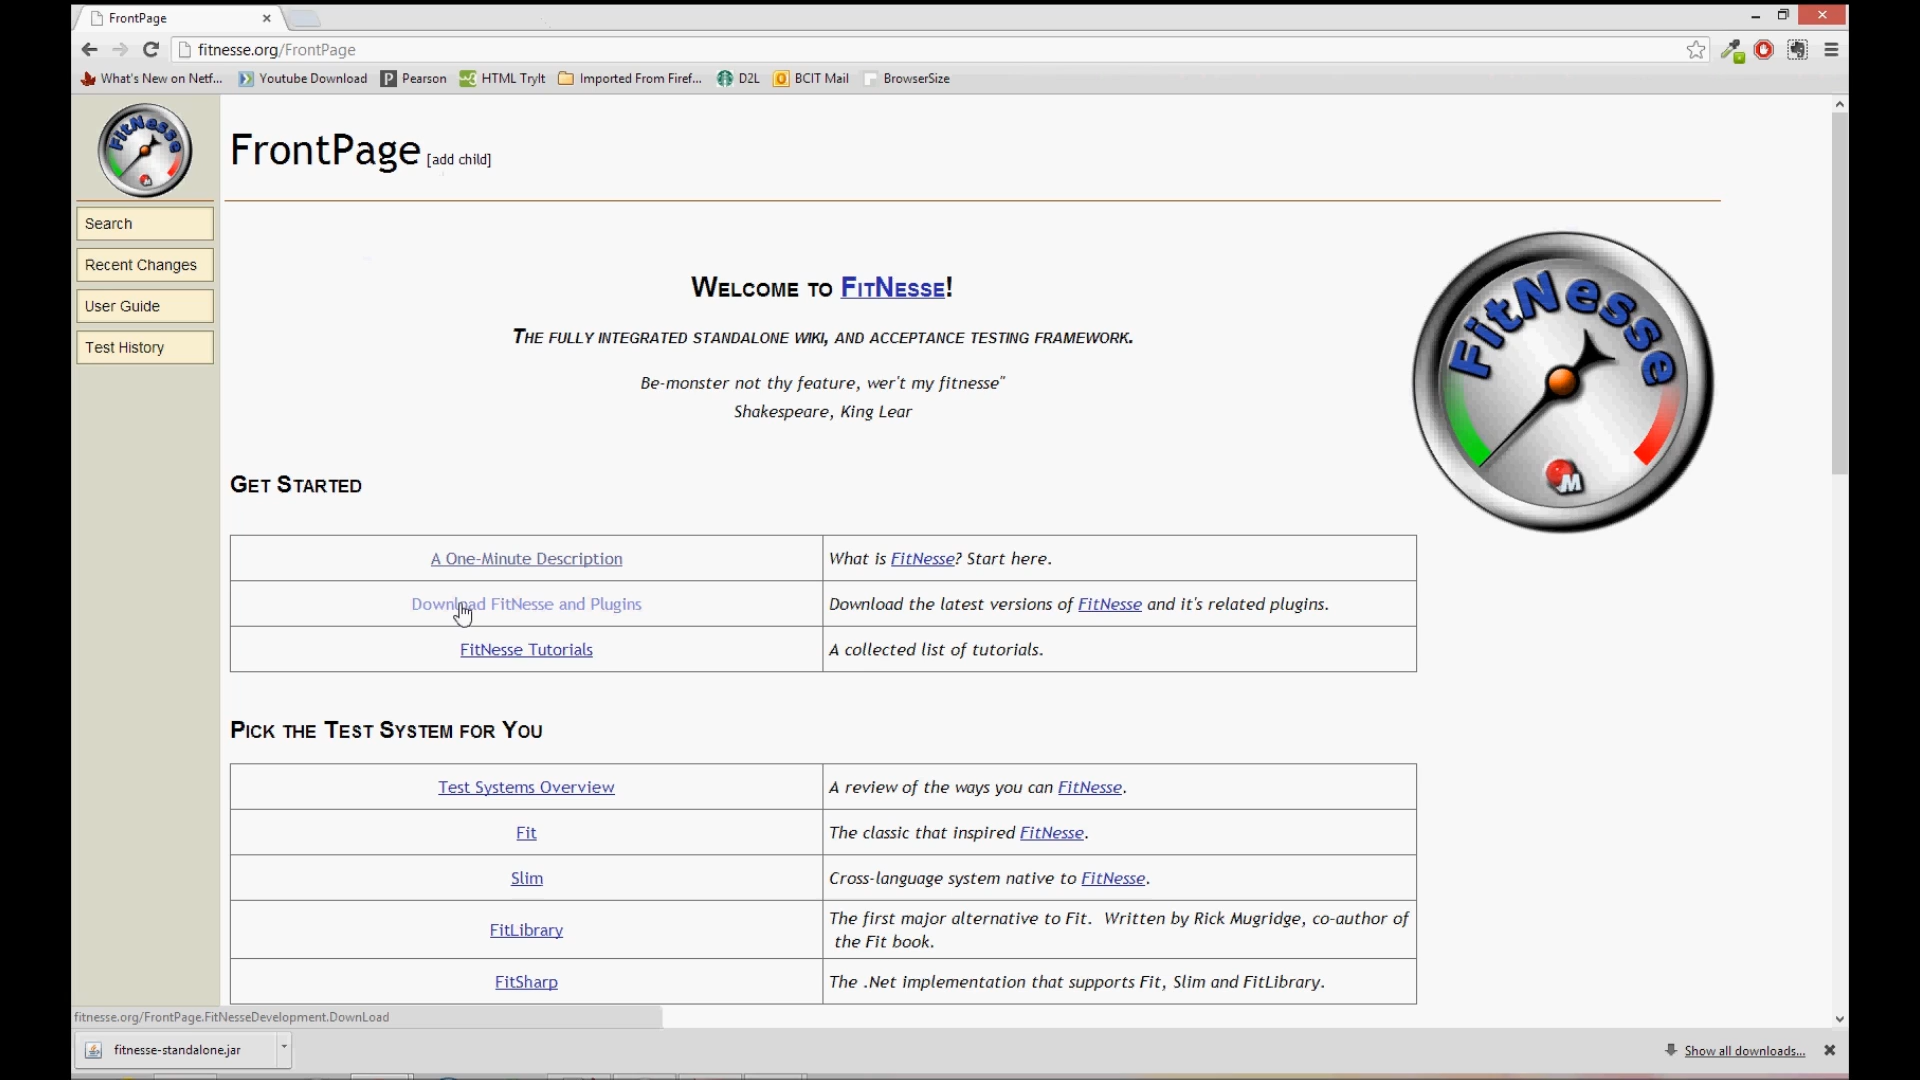 FrontPage
fitnesse.org/FrontPage
What's New on Netf...
Youtube Download
Pearson
HTML TryIt
Imported From Firef...
D2L
BCIT Mail
BrowserSize
FitNesse
FrontPage [add child]
Search
Recent Changes
User Guide
Test History
Welcome to FitNesse!
The fully integrated standalone wiki, and acceptance testing framework.
Be-monster not thy feature, wer't my fitnesse"
Shakespeare, King Lear
FitNesse
M
Get Started
A One-Minute Description
What is FitNesse? Start here.
Download FitNesse and Plugins
Download the latest versions of FitNesse and it's related plugins.
FitNesse Tutorials
A collected list of tutorials.
Pick the Test System for You
Test Systems Overview
A review of the ways you can FitNesse.
Fit
The classic that inspired FitNesse.
Slim
Cross-language system native to FitNesse.
FitLibrary
The first major alternative to Fit. Written by Rick Mugridge, co-author of
the Fit book.
FitSharp
The .Net implementation that supports Fit, Slim and FitLibrary.
fitnesse.org/FrontPage.FitNesseDevelopment.DownLoad
fitnesse-standalone.jar
Show all downloads...